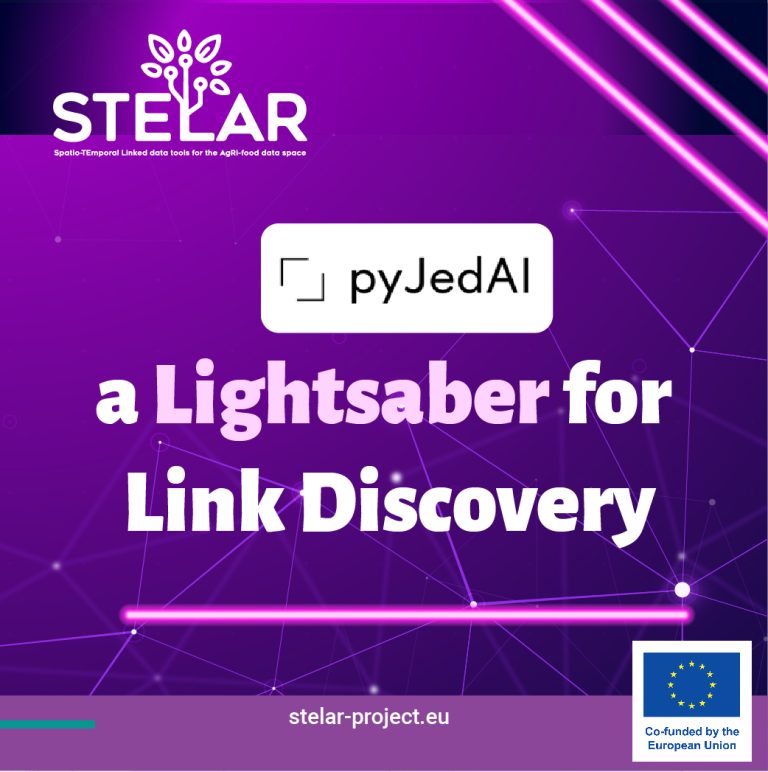 STELAR
Spatio-TEmporal Linked data tools for the AgRi-food data space
pyJedAI
a Lightsaber for
Link Discovery
stelar-project.eu
Co-funded by the
European Union